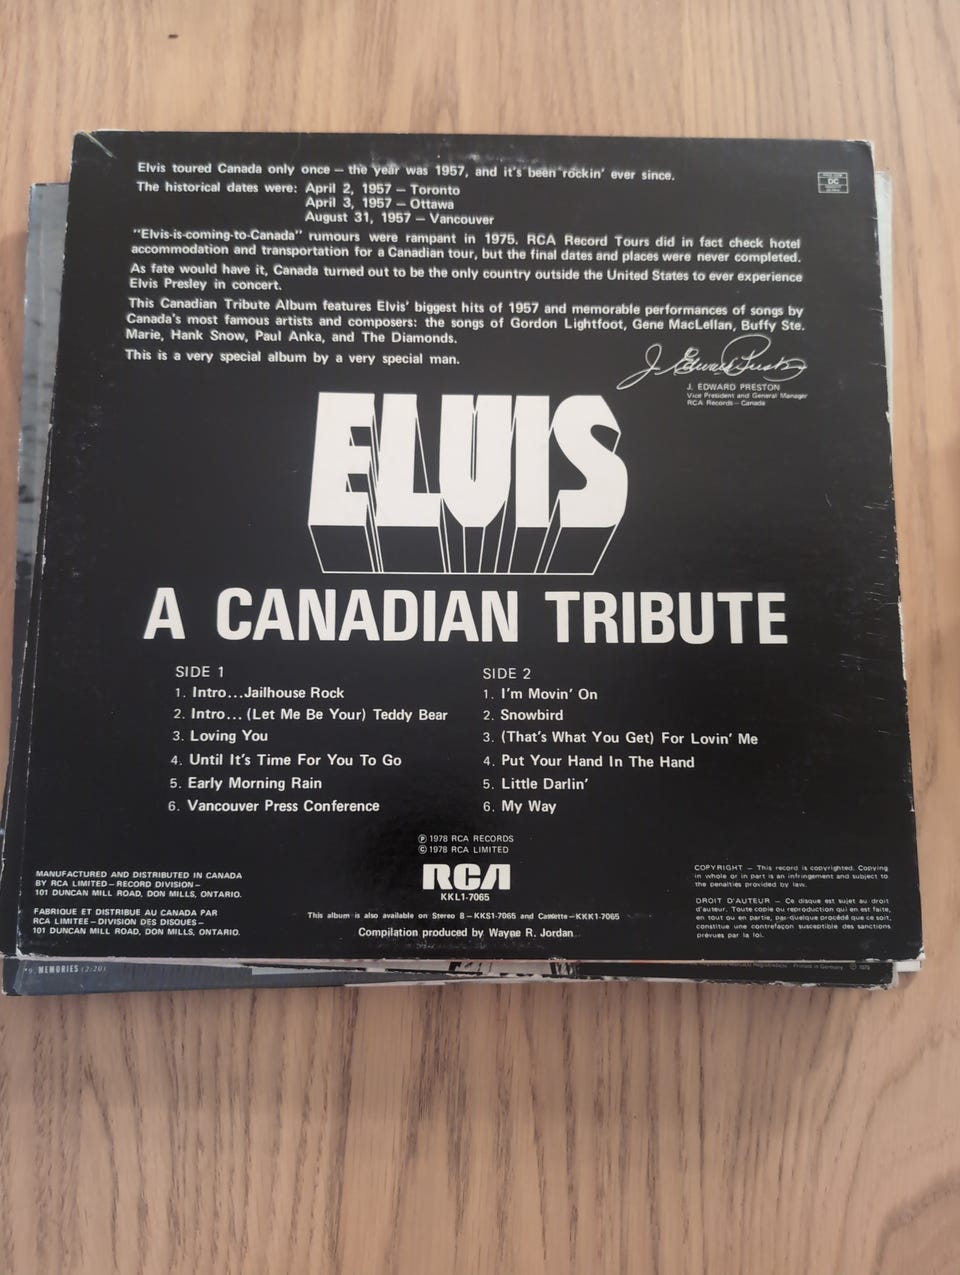 Elvis toured Canada only once – the year was 1957, and it's been rockin' ever since.
The historical dates were: April 2, 1957 – Toronto
April 3, 1957 – Ottawa
August 31, 1957 – Vancouver
"Elvis-is-coming-to-Canada" rumours were rampant in 1975. RCA Record Tours did in fact check hotel
accommodation and transportation for a Canadian tour, but the final dates and places were never completed.
As fate would have it, Canada turned out to be the only country outside the United States to ever experience
Elvis Presley in concert.
This Canadian Tribute Album features Elvis' biggest hits of 1957 and memorable performances of songs by
Canada's most famous artists and composers: the songs of Gordon Lightfoot, Gene MacLellan, Buffy Ste.
Marie, Hank Snow, Paul Anka, and The Diamonds.
This is a very special album by a very special man.
J. EDWARD PRESTON
Vice President and General Manager
RCA Records – Canada
DC
ELVIS
A CANADIAN TRIBUTE
SIDE 1
1. Intro...Jailhouse Rock
2. Intro... (Let Me Be Your) Teddy Bear
3. Loving You
4. Until It's Time For You To Go
5. Early Morning Rain
6. Vancouver Press Conference
SIDE 2
1. I'm Movin' On
2. Snowbird
3. (That's What You Get) For Lovin' Me
4. Put Your Hand In The Hand
5. Little Darlin'
6. My Way
℗ 1978 RCA RECORDS
© 1978 RCA LIMITED
RCA
KKL1-7065
This album is also available on Stereo 8 – KKS1-7065 and Cassette – KKK1-7065
Compilation produced by Wayne R. Jordan
MANUFACTURED AND DISTRIBUTED IN CANADA
BY RCA LIMITED – RECORD DIVISION –
101 DUNCAN MILL ROAD, DON MILLS, ONTARIO.
FABRIQUE ET DISTRIBUE AU CANADA PAR
RCA LIMITEE – DIVISION DES DISQUES –
101 DUNCAN MILL ROAD, DON MILLS, ONTARIO.
COPYRIGHT – This record is copyrighted. Copying
in whole or in part is an infringement and subject to
the penalties provided by law.
DROIT D'AUTEUR – Ce disque est sujet au droit
d'auteur. Toute copie ou reproduction qui en est faite,
en tout ou en partie, par quelque procédé que ce soit,
constitue une contrefaçon susceptible des sanctions
prévues par la loi.
9. MEMORIES (2:20)
Printed in Germany